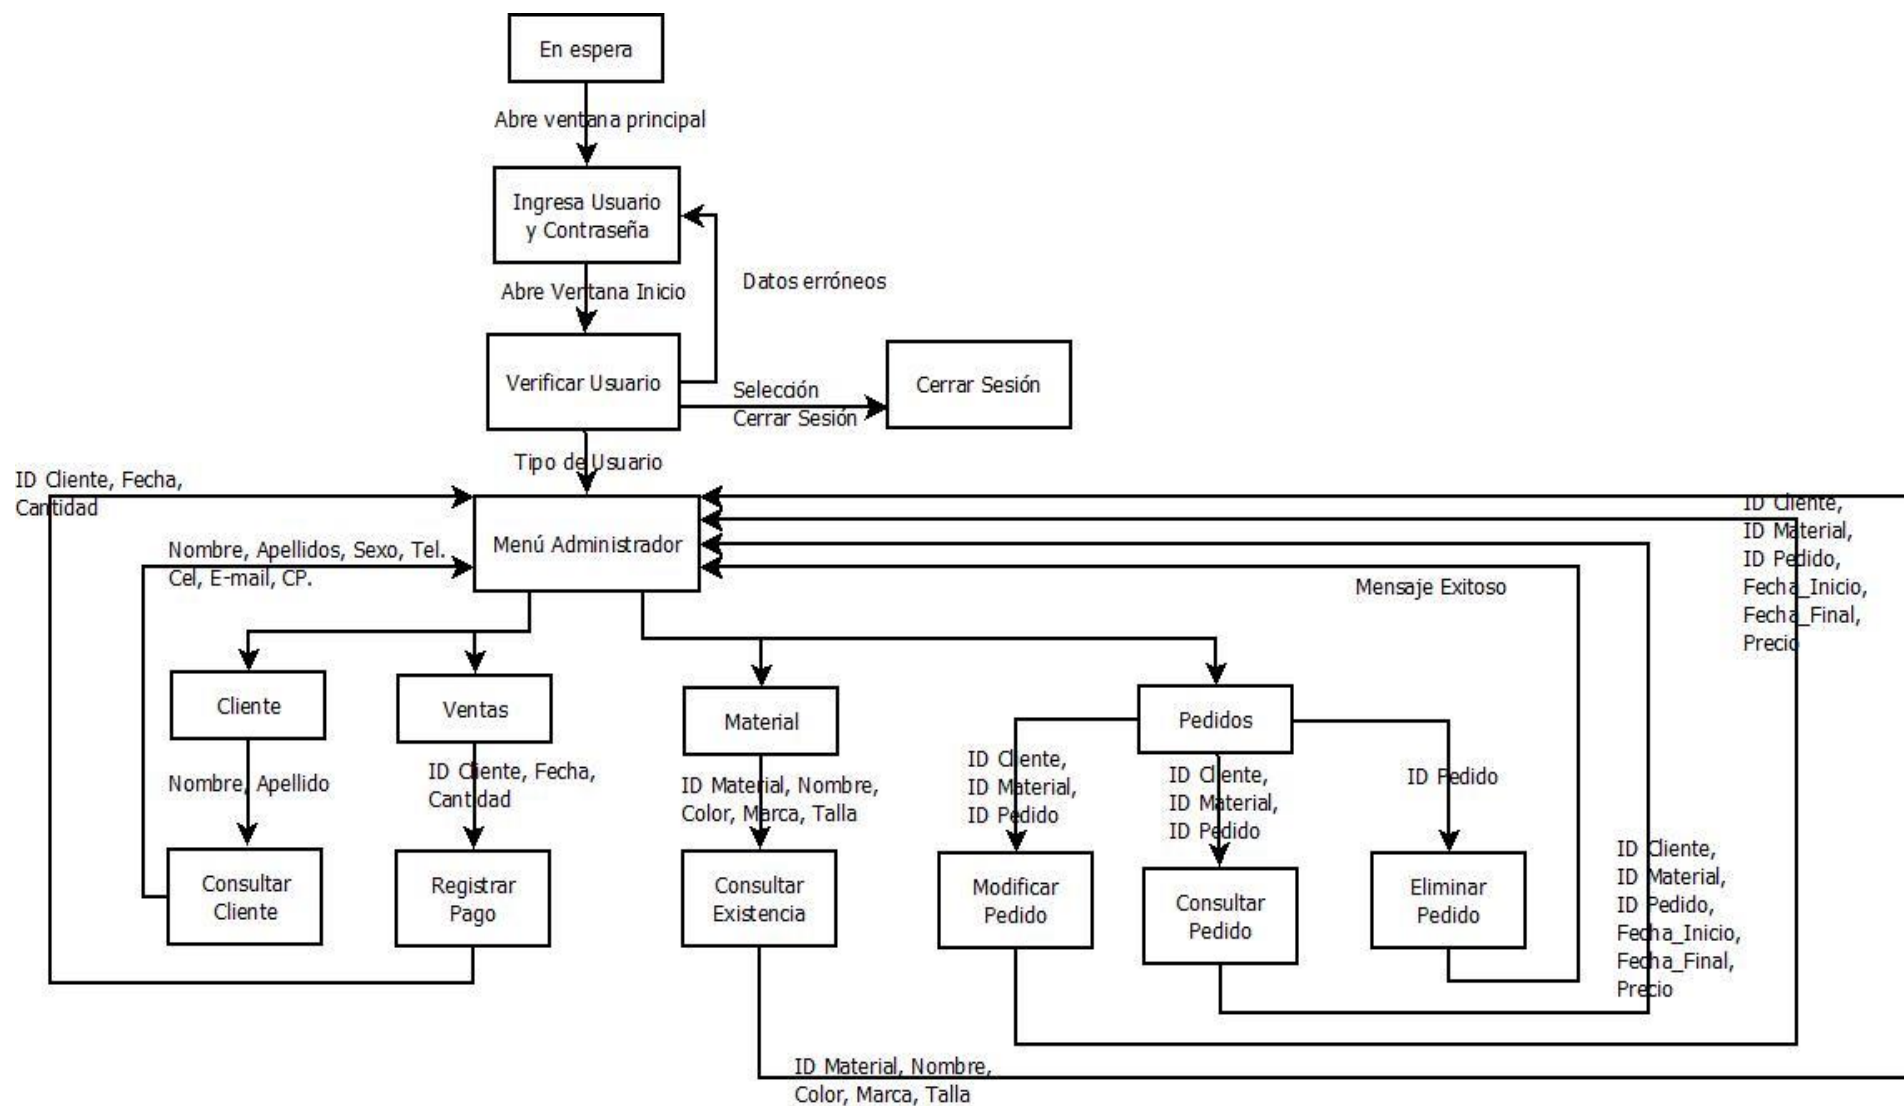 En espera
Abre ventana principal
Ingresa Usuario
y Contraseña
Datos erróneos
Abre Ventana Inicio
Verificar Usuario
Selección
Cerrar Sesión
Cerrar Sesión
Tipo de Usuario
ID Cliente, Fecha,
Cantidad
Nombre, Apellidos, Sexo, Tel.
Cel, E-mail, CP.
Menú Administrador
Mensaje Exitoso
ID Cliente,
ID Material,
ID Pedido,
Fecha_Inicio,
Fecha_Final,
Precio
Cliente
Ventas
Material
Pedidos
Nombre, Apellido
ID Cliente, Fecha,
Cantidad
ID Material, Nombre,
Color, Marca, Talla
ID Cliente,
ID Material,
ID Pedido
ID Cliente,
ID Material,
ID Pedido
ID Pedido
Consultar
Cliente
Registrar
Pago
Consultar
Existencia
Modificar
Pedido
Consultar
Pedido
Eliminar
Pedido
ID Cliente,
ID Material,
ID Pedido,
Fecha_Inicio,
Fecha_Final,
Precio
ID Material, Nombre,
Color, Marca, Talla